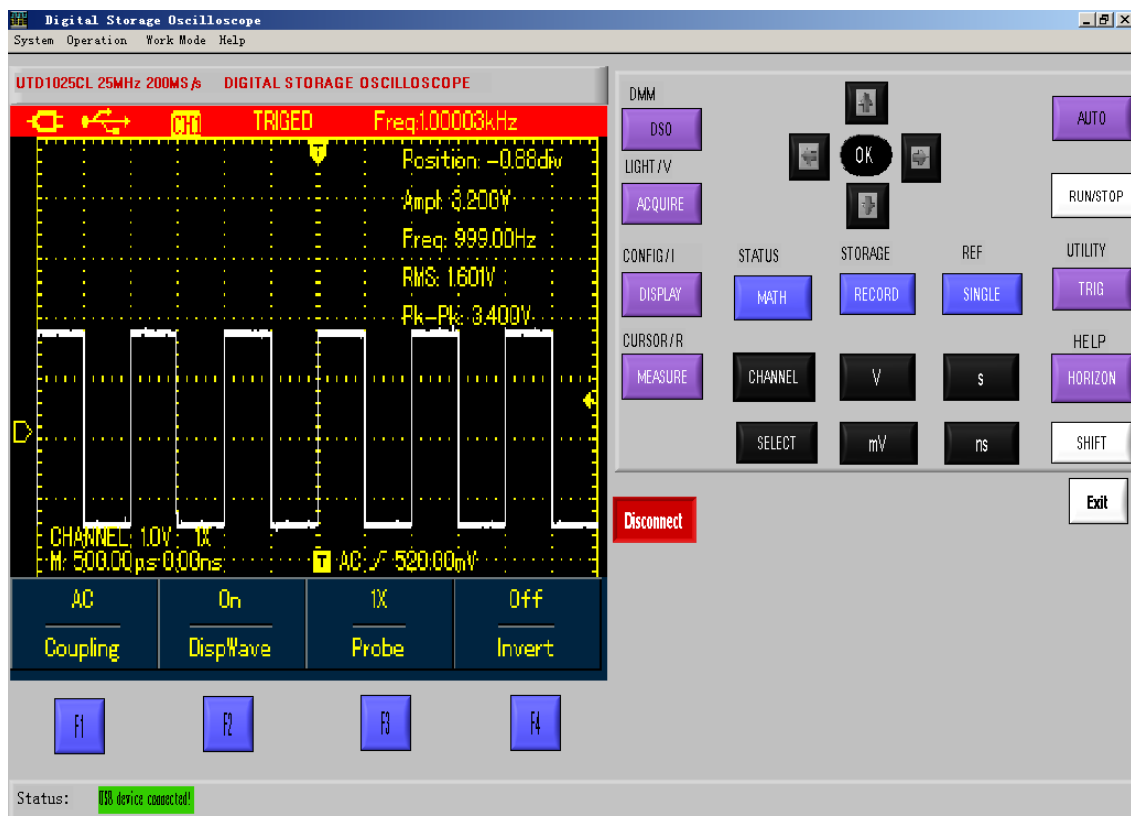 Digital Storage Oscilloscope
System Operation Work Mode Help
UTD1025CL 25MHz 200MS/s DIGITAL STORAGE OSCILLOSCOPE
CH1 TRIGED Freq:1.00003kHz
T
Position: -0.88div
Ampl: 3.200V
Freq: 999.00Hz
RMS: 1.601V
Pk-Pk: 3.400V
CHANNEL: 1.0V 1X
M: 500.00μs 0.00ns T AC 520.00mV
AC On 1X Off
Coupling DispWave Probe Invert
F1 F2 F3 F4
DMM
DSO
AUTO
OK
LIGHT/V
ACQUIRE
RUN/STOP
CONFIG/I STATUS STORAGE REF UTILITY
DISPLAY MATH RECORD SINGLE TRIG
CURSOR/R HELP
MEASURE CHANNEL V s HORIZON
SELECT mV ns SHIFT
Disconnect
Exit
Status: USB device connected!